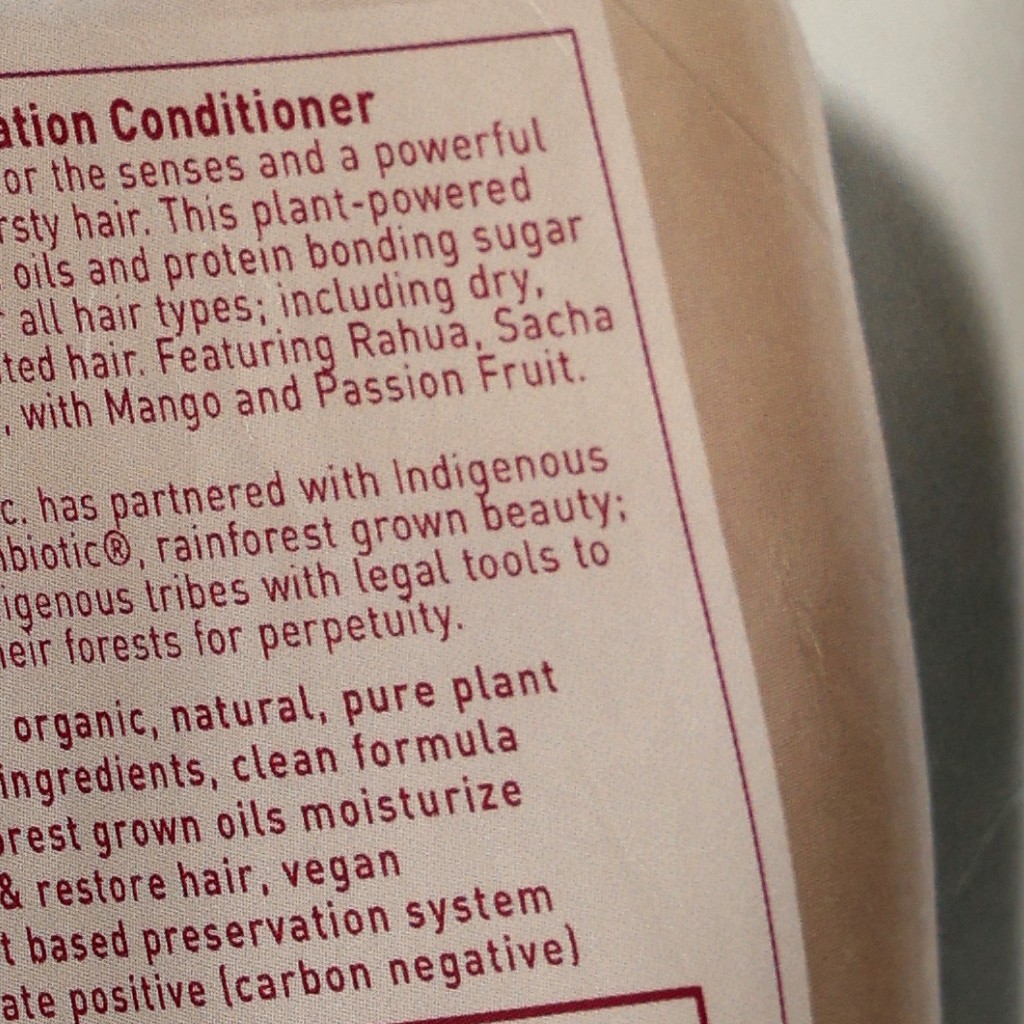 ation Conditioner
or the senses and a powerful
rsty hair. This plant-powered
oils and protein bonding sugar
all hair types; including dry,
ted hair. Featuring Rahua, Sacha
, with Mango and Passion Fruit.
c. has partnered with Indigenous
nbiotic®, rainforest grown beauty;
igenous tribes with legal tools to
heir forests for perpetuity.
organic, natural, pure plant
ingredients, clean formula
orest grown oils moisturize
& restore hair, vegan
t based preservation system
ate positive (carbon negative)